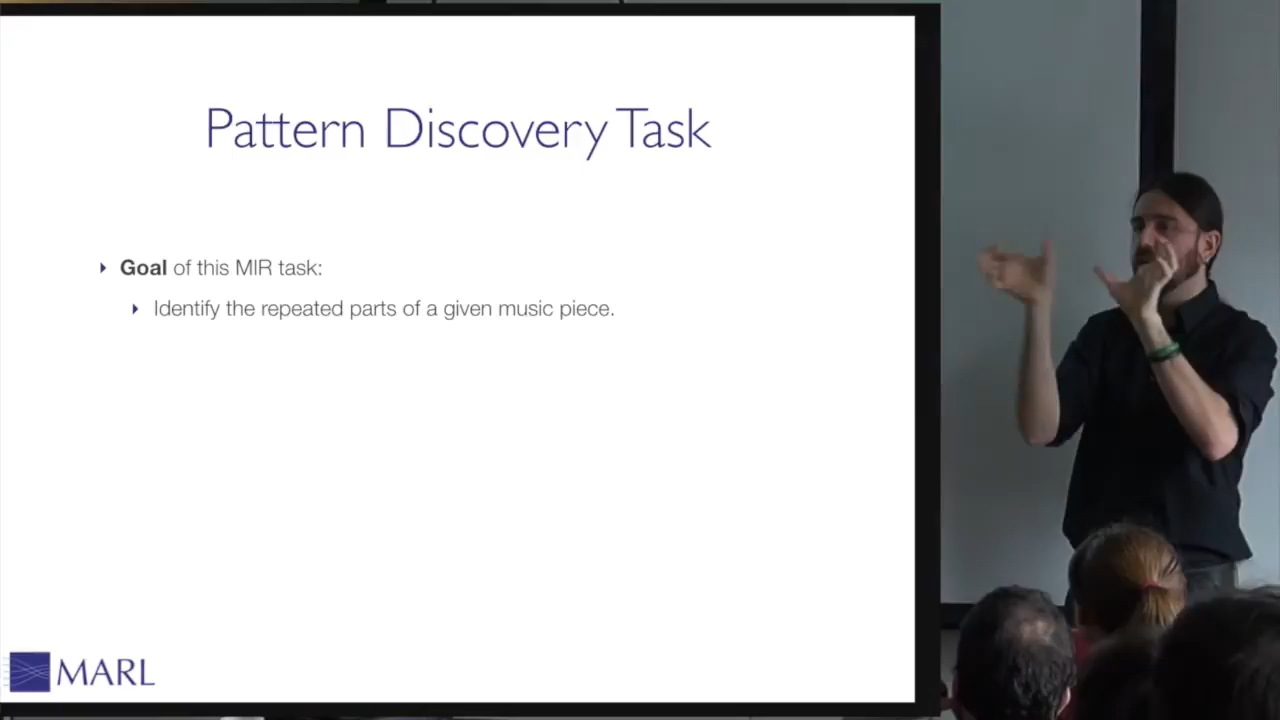 Pattern Discovery Task
Goal of this MIR task:
Identify the repeated parts of a given music piece.
MARL